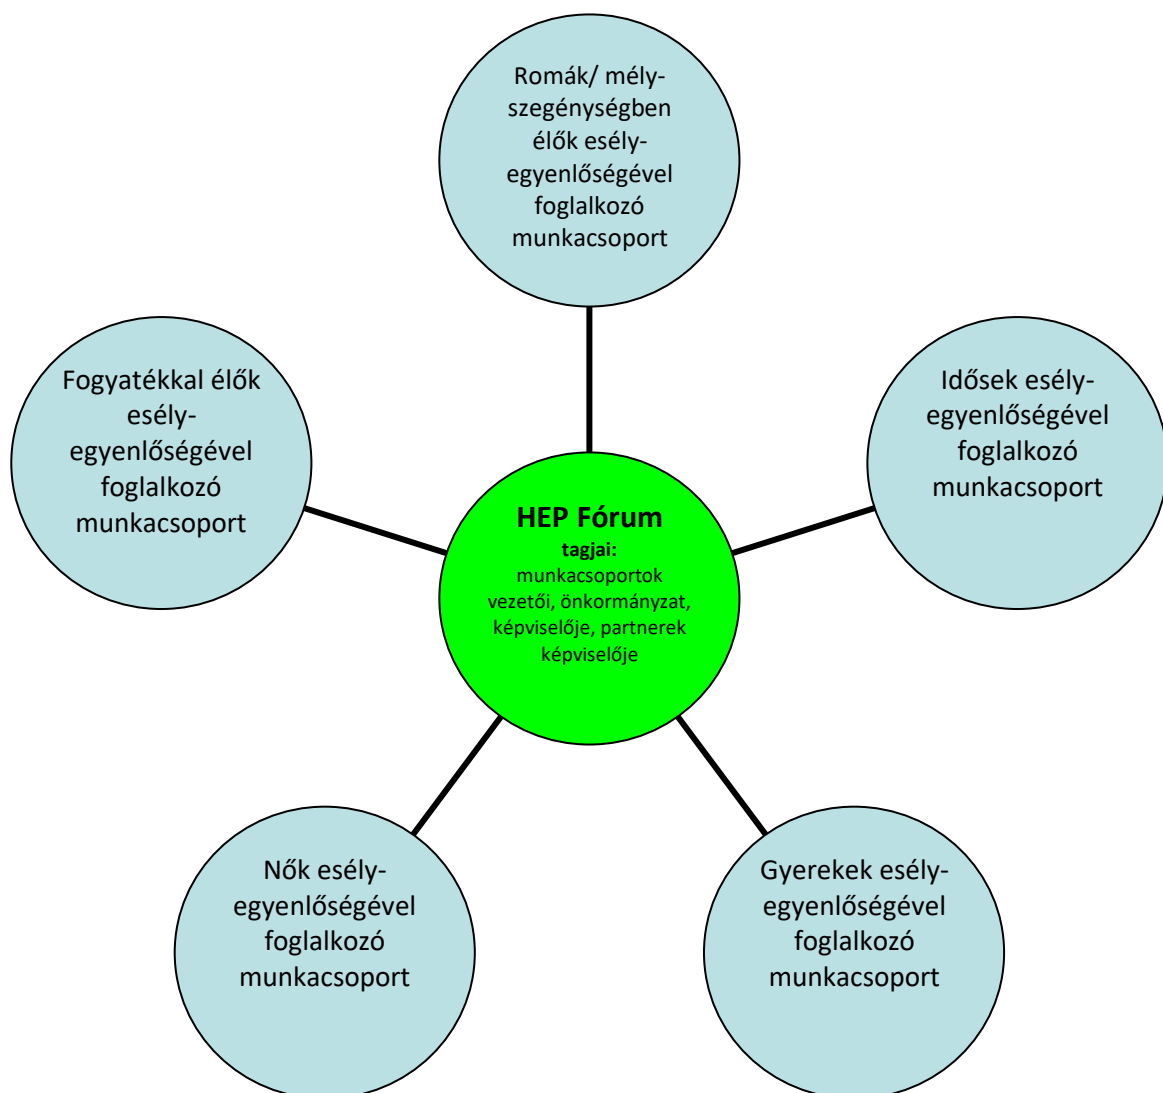 Romák/ mély-
szegénységben
élők esély-
egyenlőségével
foglalkozó
munkacsoport
Fogyatékkal élők
esély-
egyenlőségével
foglalkozó
munkacsoport
Idősek esély-
egyenlőségével
foglalkozó
munkacsoport
HEP Fórum
tagjai:
munkacsoportok
vezetői, önkormányzat,
képviselője, partnerek
képviselője
Nők esély-
egyenlőségével
foglalkozó
munkacsoport
Gyerekek esély-
egyenlőségével
foglalkozó
munkacsoport